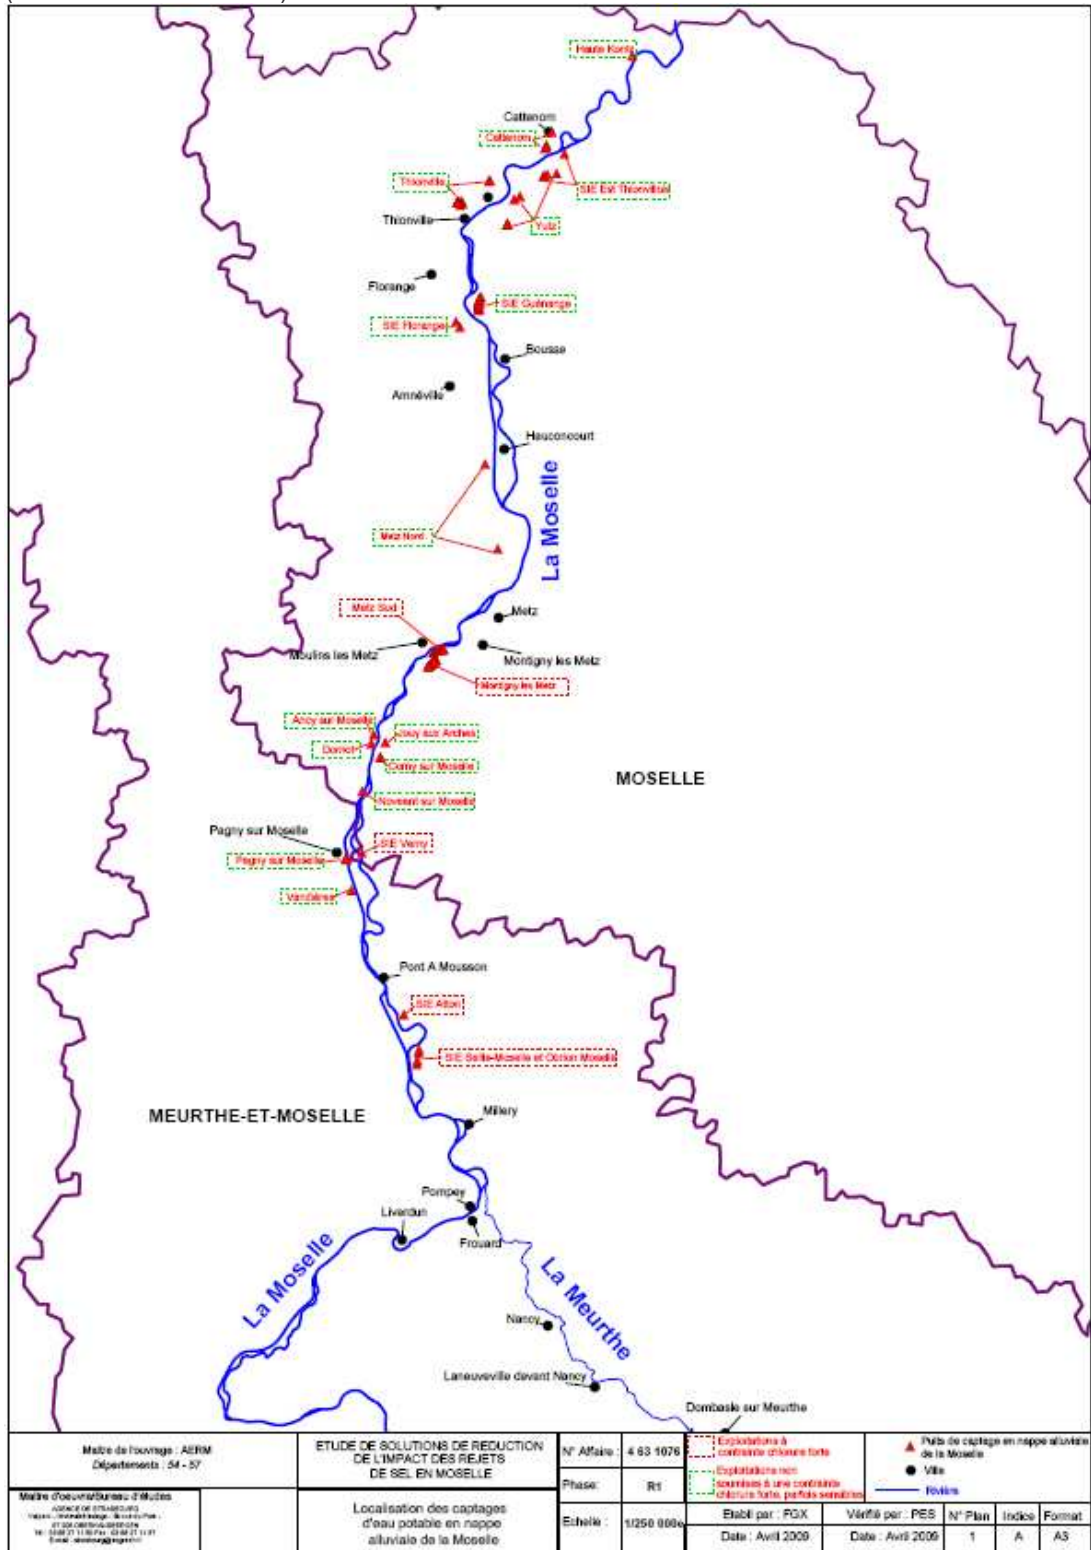 Haute Kontz
Cattenom
Cattenom
Thionville
SIE Est Thionvillois
Thionville
Yutz
Florange
SIE Guénange
SIE Florange
Bousse
Amnéville
Hauconcourt
La Moselle
Metz Nord
Metz Sud
Metz
Moulins les Metz
Montigny les Metz
Montigny les Metz
Ancy sur Moselle
Jouy aux Arches
Dornot
Corny sur Moselle
MOSELLE
Novéant sur Moselle
Pagny sur Moselle
SIE Verny
Pagny sur Moselle
Vandières
Pont A Mousson
SIE Atton
SIE Seille-Moselle et Obrion Moselle
MEURTHE-ET-MOSELLE
Millery
Pompey
Liverdun
Frouard
La Moselle
La Meurthe
Nancy
Laneuveville devant Nancy
Dombasle sur Meurthe
Maître de l'ouvrage : AERM
Départements : 54 - 57
Maître d'oeuvre/Bureau d'études
ETUDE DE SOLUTIONS DE REDUCTION
DE L'IMPACT DES REJETS
DE SEL EN MOSELLE
Localisation des captages
d'eau potable en nappe
alluviale de la Moselle
N° Affaire : 4 63 1076
Phase: R1
Echelle : 1/250 000e
Exploitations à
contrainte chlorure forte
Exploitations non
soumises à une contrainte
chlorure forte, parfois sensibles
Puits de captage en nappe alluviale
de la Moselle
Ville
Rivière
Etabli par : FGX
Vérifié par : PES
N° Plan
Indice
Format
Date : Avril 2009
Date : Avril 2009
1
A
A3